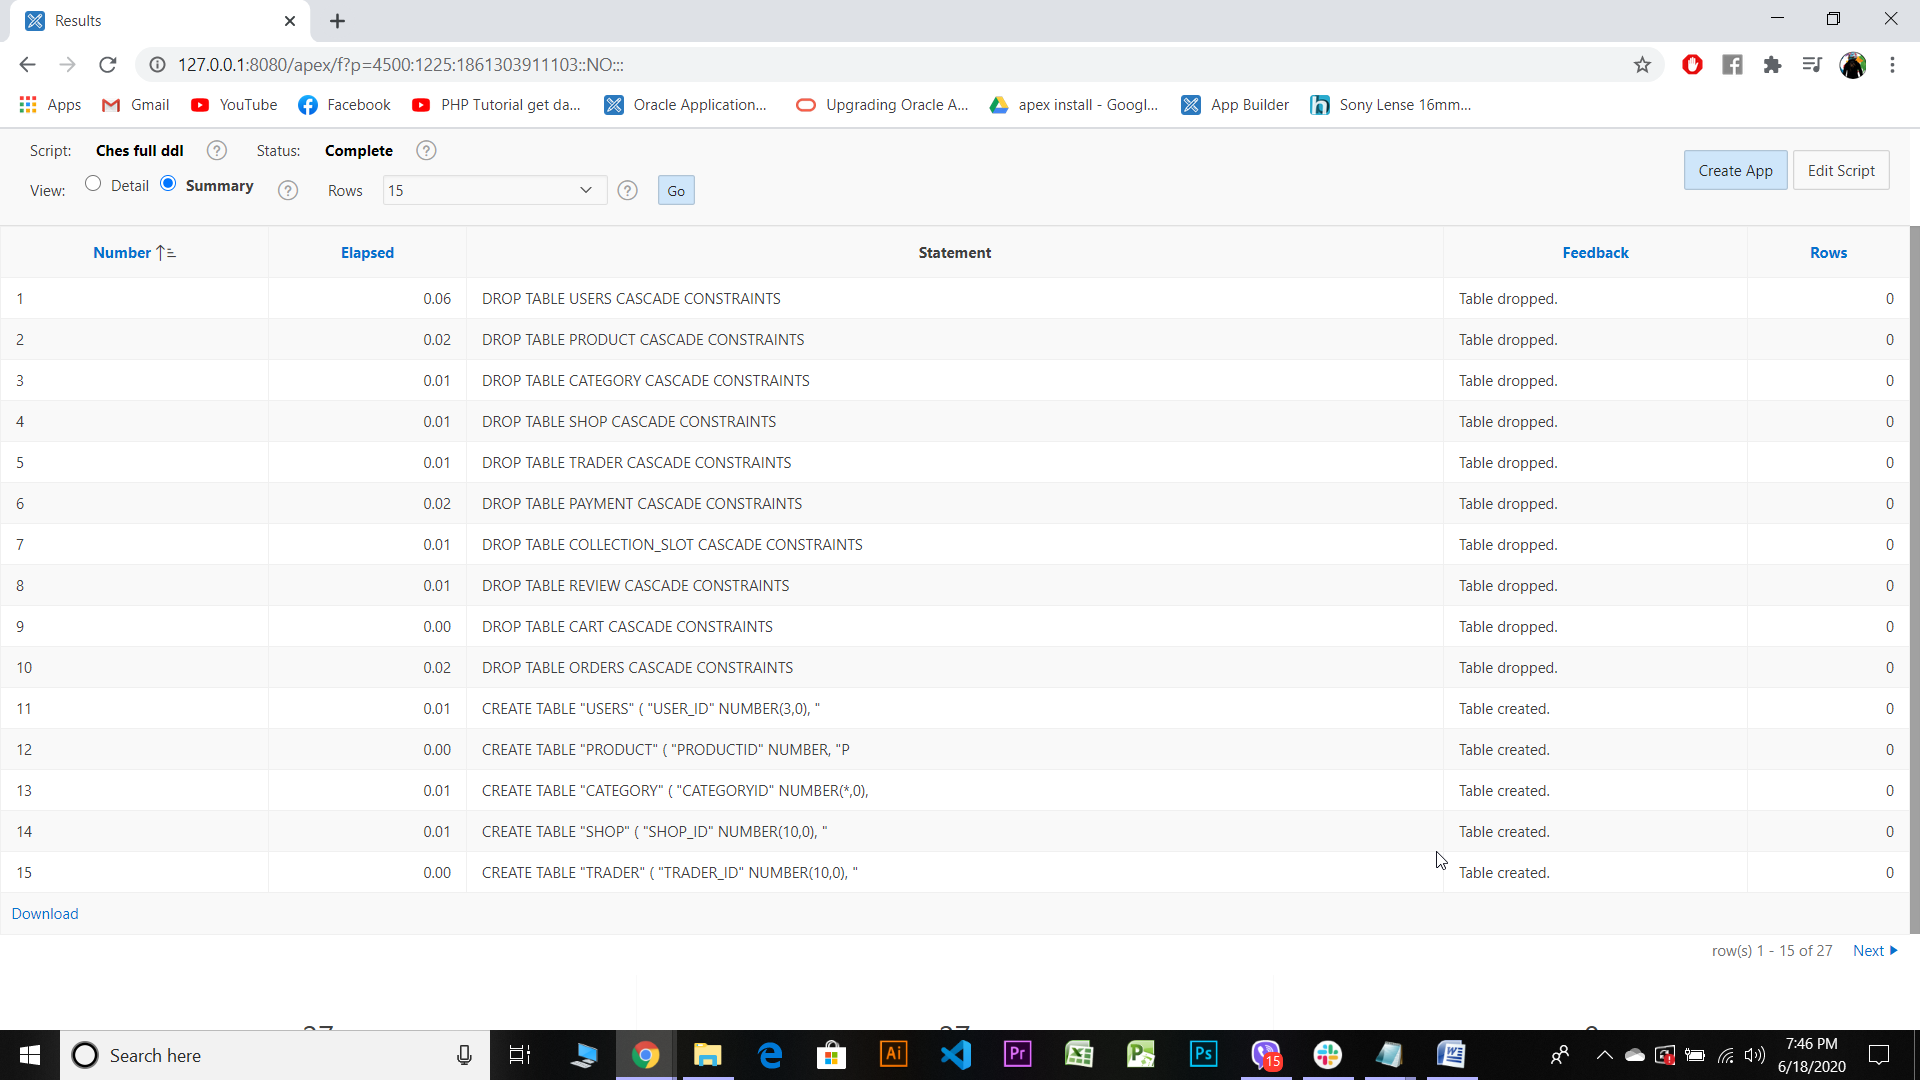 Results
127.0.0.1:8080/apex/f?p=4500:1225:1861303911103::NO:::
Apps Gmail YouTube Facebook PHP Tutorial get da... Oracle Application... Upgrading Oracle A... apex install - Googl... App Builder Sony Lense 16mm...
Script: Ches full ddl ? Status: Complete ?
Create App Edit Script
View: Detail Summary ? Rows 15 ? Go
Number Elapsed Statement Feedback Rows
1 0.06 DROP TABLE USERS CASCADE CONSTRAINTS Table dropped. 0
2 0.02 DROP TABLE PRODUCT CASCADE CONSTRAINTS Table dropped. 0
3 0.01 DROP TABLE CATEGORY CASCADE CONSTRAINTS Table dropped. 0
4 0.01 DROP TABLE SHOP CASCADE CONSTRAINTS Table dropped. 0
5 0.01 DROP TABLE TRADER CASCADE CONSTRAINTS Table dropped. 0
6 0.02 DROP TABLE PAYMENT CASCADE CONSTRAINTS Table dropped. 0
7 0.01 DROP TABLE COLLECTION_SLOT CASCADE CONSTRAINTS Table dropped. 0
8 0.01 DROP TABLE REVIEW CASCADE CONSTRAINTS Table dropped. 0
9 0.00 DROP TABLE CART CASCADE CONSTRAINTS Table dropped. 0
10 0.02 DROP TABLE ORDERS CASCADE CONSTRAINTS Table dropped. 0
11 0.01 CREATE TABLE "USERS" ( "USER_ID" NUMBER(3,0), " Table created. 0
12 0.00 CREATE TABLE "PRODUCT" ( "PRODUCTID" NUMBER, "P Table created. 0
13 0.01 CREATE TABLE "CATEGORY" ( "CATEGORYID" NUMBER(*,0), Table created. 0
14 0.01 CREATE TABLE "SHOP" ( "SHOP_ID" NUMBER(10,0), " Table created. 0
15 0.00 CREATE TABLE "TRADER" ( "TRADER_ID" NUMBER(10,0), " Table created. 0
Download
row(s) 1 - 15 of 27 Next
Search here
Ai Pr Ps 15
7:46 PM
6/18/2020